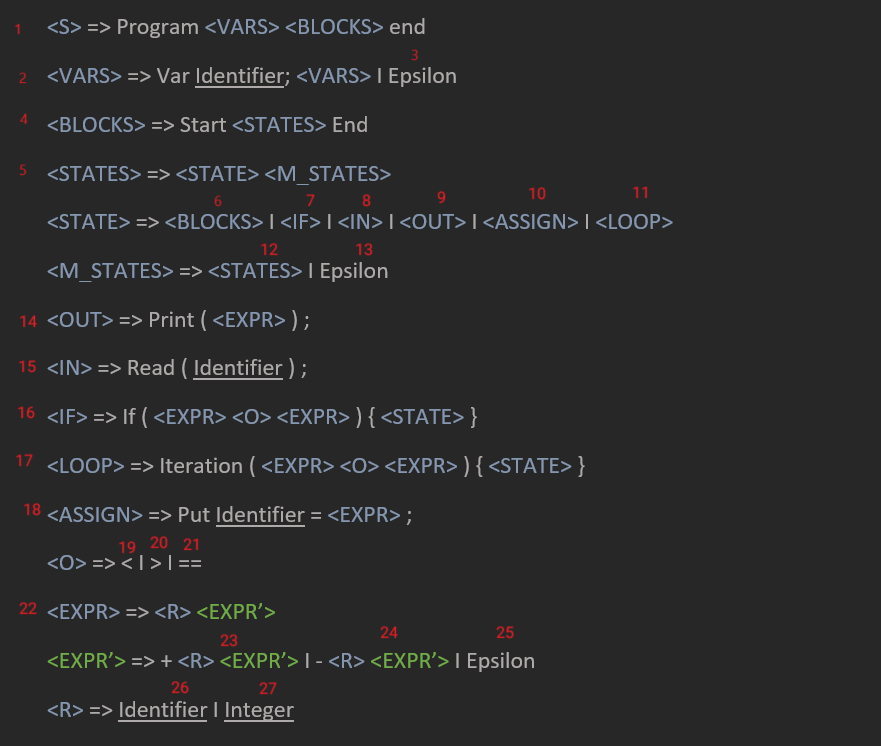 1 <S> => Program <VARS> <BLOCKS> end
3
2 <VARS> => Var Identifier; <VARS> I Epsilon
4 <BLOCKS> => Start <STATES> End
5 <STATES> => <STATE> <M_STATES>
6 7 8 9 10 11
<STATE> => <BLOCKS> I <IF> I <IN> I <OUT> I <ASSIGN> I <LOOP>
12 13
<M_STATES> => <STATES> I Epsilon
14 <OUT> => Print ( <EXPR> ) ;
15 <IN> => Read ( Identifier ) ;
16 <IF> => If ( <EXPR> <O> <EXPR> ) { <STATE> }
17 <LOOP> => Iteration ( <EXPR> <O> <EXPR> ) { <STATE> }
18 <ASSIGN> => Put Identifier = <EXPR> ;
19 20 21
<O> => < I > I ==
22 <EXPR> => <R> <EXPR’>
23 24 25
<EXPR’> => + <R> <EXPR’> I - <R> <EXPR’> I Epsilon
26 27
<R> => Identifier I Integer